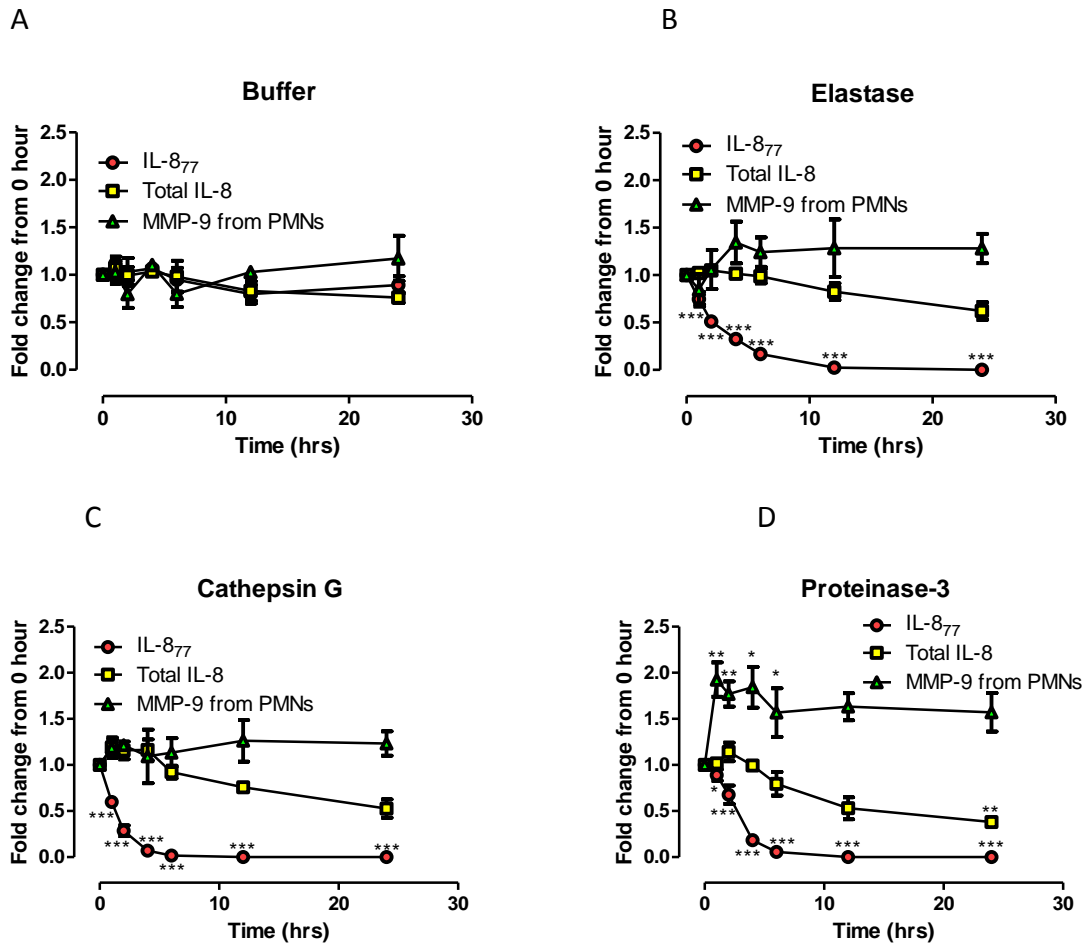 A
B
Buffer
Elastase
2.5
2.0
1.5
1.0
0.5
0.0
Fold change from 0 hour
IL-8₇₇
Total IL-8
MMP-9 from PMNs
0
10
20
30
Time (hrs)
2.5
2.0
1.5
1.0
0.5
0.0
Fold change from 0 hour
IL-8₇₇
Total IL-8
MMP-9 from PMNs
***
***
***
***
***
***
0
10
20
30
Time (hrs)
C
D
Cathepsin G
Proteinase-3
2.5
2.0
1.5
1.0
0.5
0.0
Fold change from 0 hour
IL-8₇₇
Total IL-8
MMP-9 from PMNs
***
***
***
***
***
***
0
10
20
30
Time (hrs)
2.5
2.0
1.5
1.0
0.5
0.0
Fold change from 0 hour
IL-8₇₇
Total IL-8
MMP-9 from PMNs
**
**
*
*
*
***
***
***
***
***
**
0
10
20
30
Time (hrs)